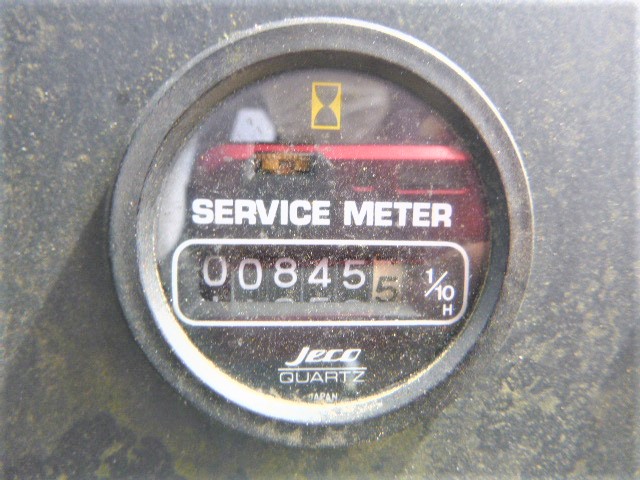 SERVICE METER
008455 1/10
H
Jeco
QUARTZ
JAPAN